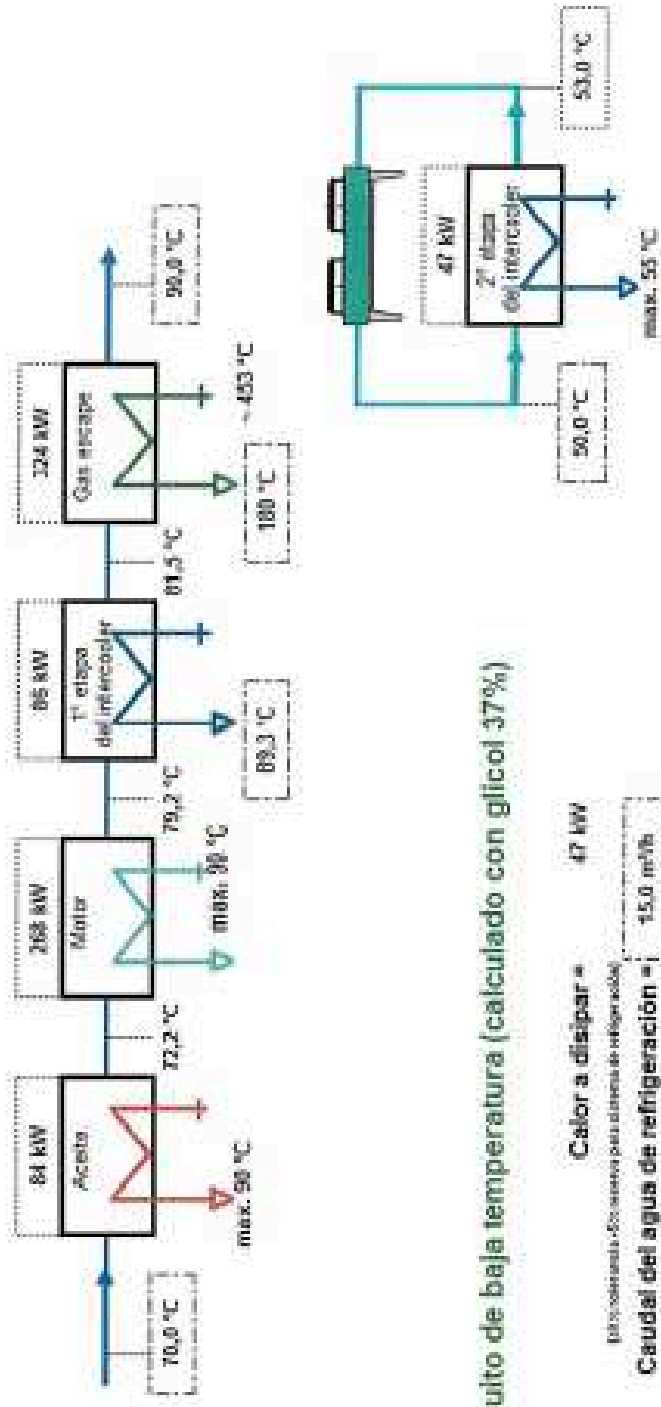 84 kW
Aceite
70,0 °C
max. 90 °C
72,2 °C
268 kW
Motor
max. 90 °C
79,2 °C
86 kW
1ª etapa
del intercooler
89,3 °C
81,5 °C
324 kW
Gas escape
180 °C
~ 453 °C
90,0 °C
47 kW
2ª etapa
del intercooler
50,0 °C
53,0 °C
max. 55 °C
uito de baja temperatura (calculado con glicol 37%)
Calor a disipar = 47 kW
Caudal del agua de refrigeración = 15,0 m³/h